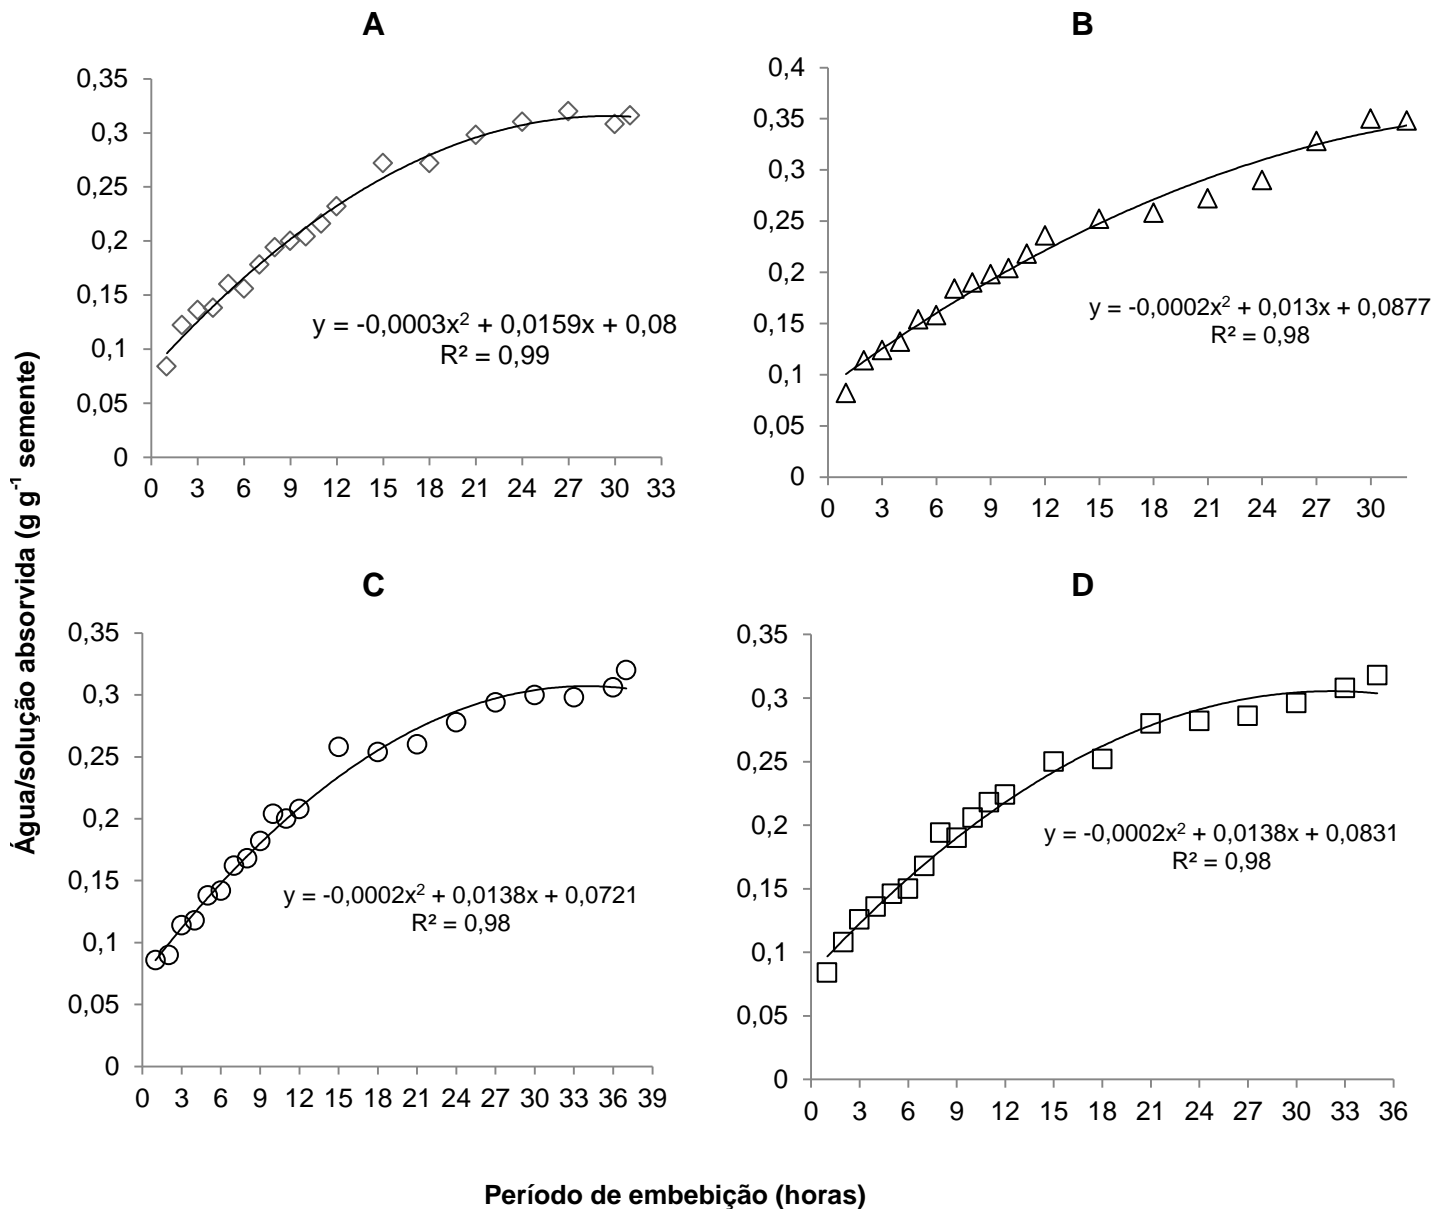 A
0,35
0,3
0,25
0,2
0,15
0,1
0,05
0
0 3 6 9 12 15 18 21 24 27 30 33
y = -0,0003x² + 0,0159x + 0,08
R² = 0,99
B
0,4
0,35
0,3
0,25
0,2
0,15
0,1
0,05
0
0 3 6 9 12 15 18 21 24 27 30
y = -0,0002x² + 0,013x + 0,0877
R² = 0,98
Água/solução absorvida (g g⁻¹ semente)
C
0,35
0,3
0,25
0,2
0,15
0,1
0,05
0
0 3 6 9 12 15 18 21 24 27 30 33 36 39
y = -0,0002x² + 0,0138x + 0,0721
R² = 0,98
D
0,35
0,3
0,25
0,2
0,15
0,1
0,05
0
0 3 6 9 12 15 18 21 24 27 30 33 36
y = -0,0002x² + 0,0138x + 0,0831
R² = 0,98
Período de embebição (horas)